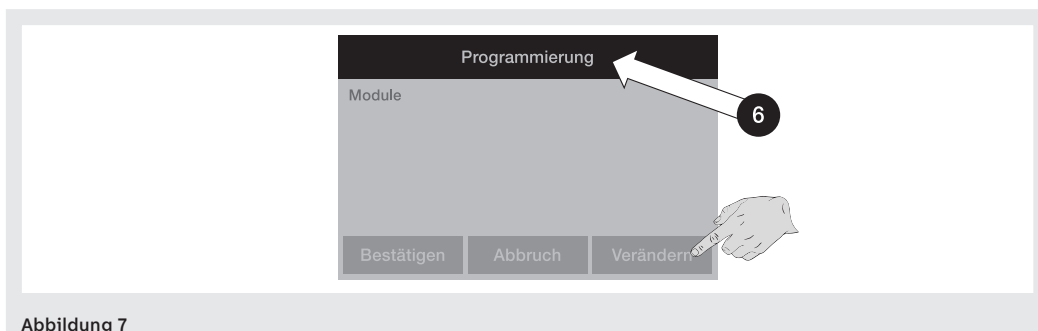 Programmierung
Module
6
Bestätigen Abbruch Verändern
Abbildung 7